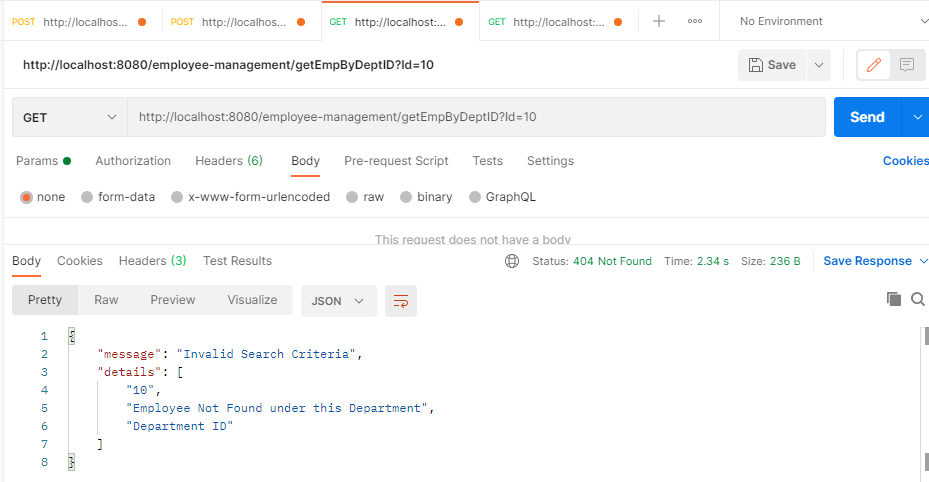 POST http://localhos... POST http://localhos... GET http://localhost:... GET http://localhost:... + ooo No Environment
http://localhost:8080/employee-management/getEmpByDeptID?Id=10 Save
GET http://localhost:8080/employee-management/getEmpByDeptID?Id=10 Send
Params Authorization Headers (6) Body Pre-request Script Tests Settings Cookies
none form-data x-www-form-urlencoded raw binary GraphQL
This request does not have a body
Body Cookies Headers (3) Test Results Status: 404 Not Found Time: 2.34 s Size: 236 B Save Response
Pretty Raw Preview Visualize JSON
1 {
2 "message": "Invalid Search Criteria",
3 "details": [
4 "10",
5 "Employee Not Found under this Department",
6 "Department ID"
7 ]
8 }